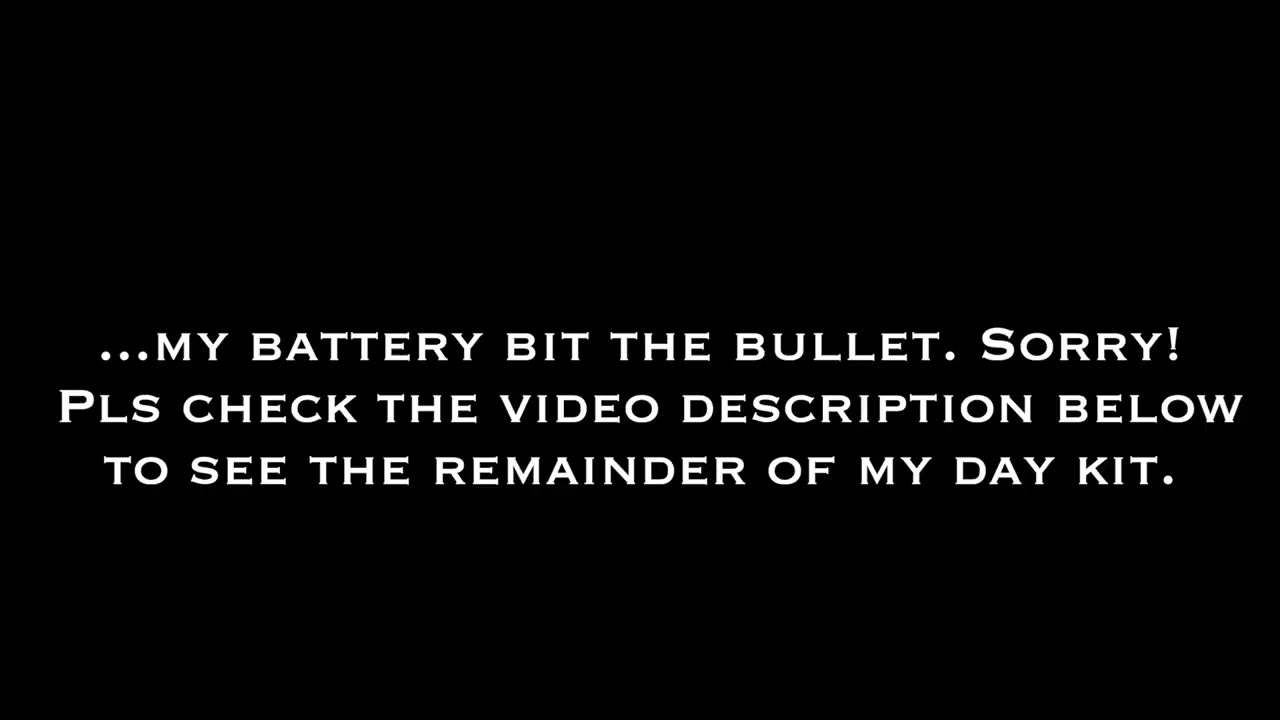 ...my battery bit the bullet. Sorry!
Pls check the video description below
to see the remainder of my day kit.